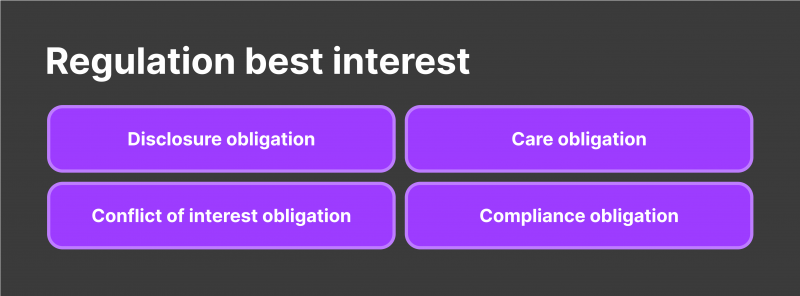 Regulation best interest
Disclosure obligation
Care obligation
Conflict of interest obligation
Compliance obligation